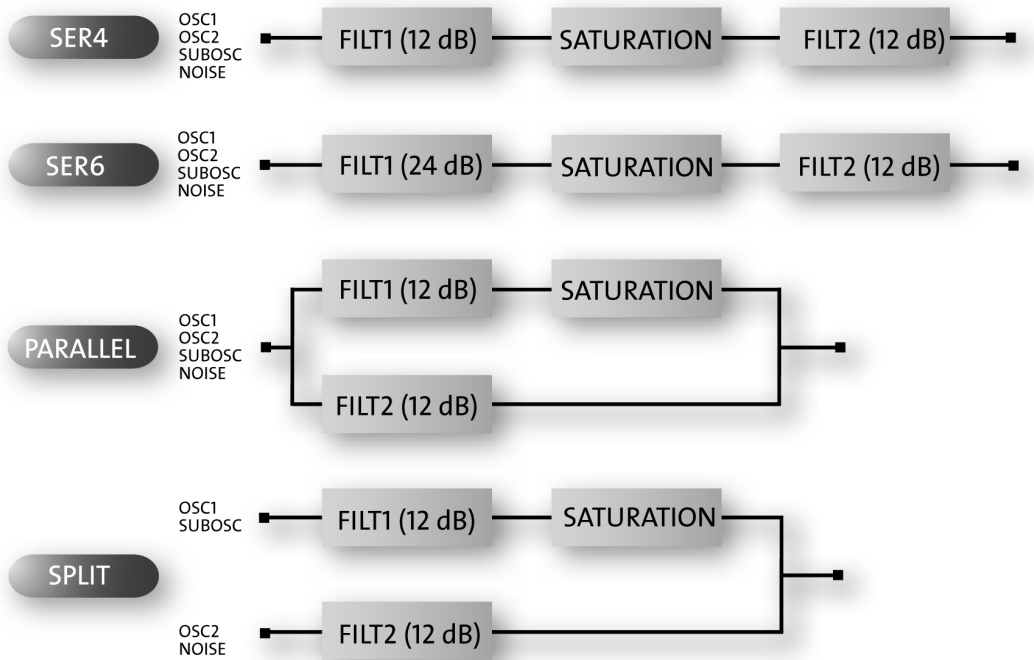 SER4
OSC1
OSC2
SUBOSC
NOISE
FILT1 (12 dB)
SATURATION
FILT2 (12 dB)
SER6
OSC1
OSC2
SUBOSC
NOISE
FILT1 (24 dB)
SATURATION
FILT2 (12 dB)
PARALLEL
OSC1
OSC2
SUBOSC
NOISE
FILT1 (12 dB)
SATURATION
FILT2 (12 dB)
SPLIT
OSC1
SUBOSC
FILT1 (12 dB)
SATURATION
OSC2
NOISE
FILT2 (12 dB)